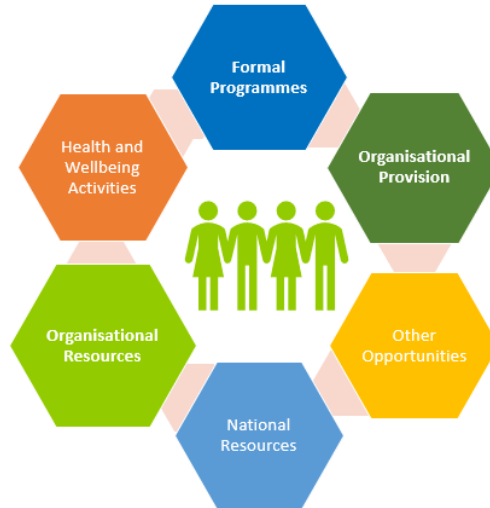 Formal
Programmes
Organisational
Provision
Other
Opportunities
National
Resources
Organisational
Resources
Health and
Wellbeing
Activities